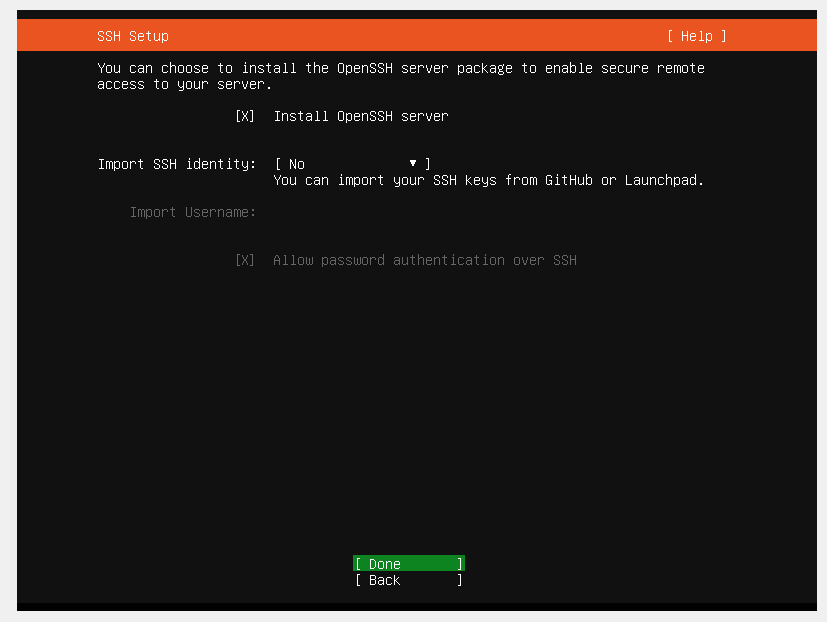 SSH Setup [ Help ]
You can choose to install the OpenSSH server package to enable secure remote
access to your server.
[X] Install OpenSSH server
Import SSH identity: [ No ▾ ]
You can import your SSH keys from GitHub or Launchpad.
Import Username:
[X] Allow password authentication over SSH
[ Done ]
[ Back ]